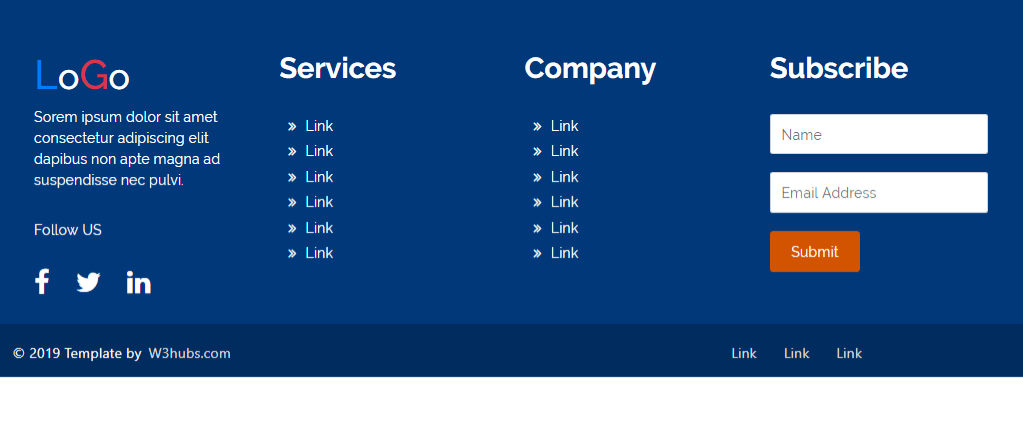 LoGo
Sorem ipsum dolor sit amet
consectetur adipiscing elit
dapibus non apte magna ad
suspendisse nec pulvi.
Follow US
Services
» Link
» Link
» Link
» Link
» Link
» Link
Company
» Link
» Link
» Link
» Link
» Link
» Link
Subscribe
Name
Email Address
Submit
© 2019 Template by W3hubs.com
Link Link Link